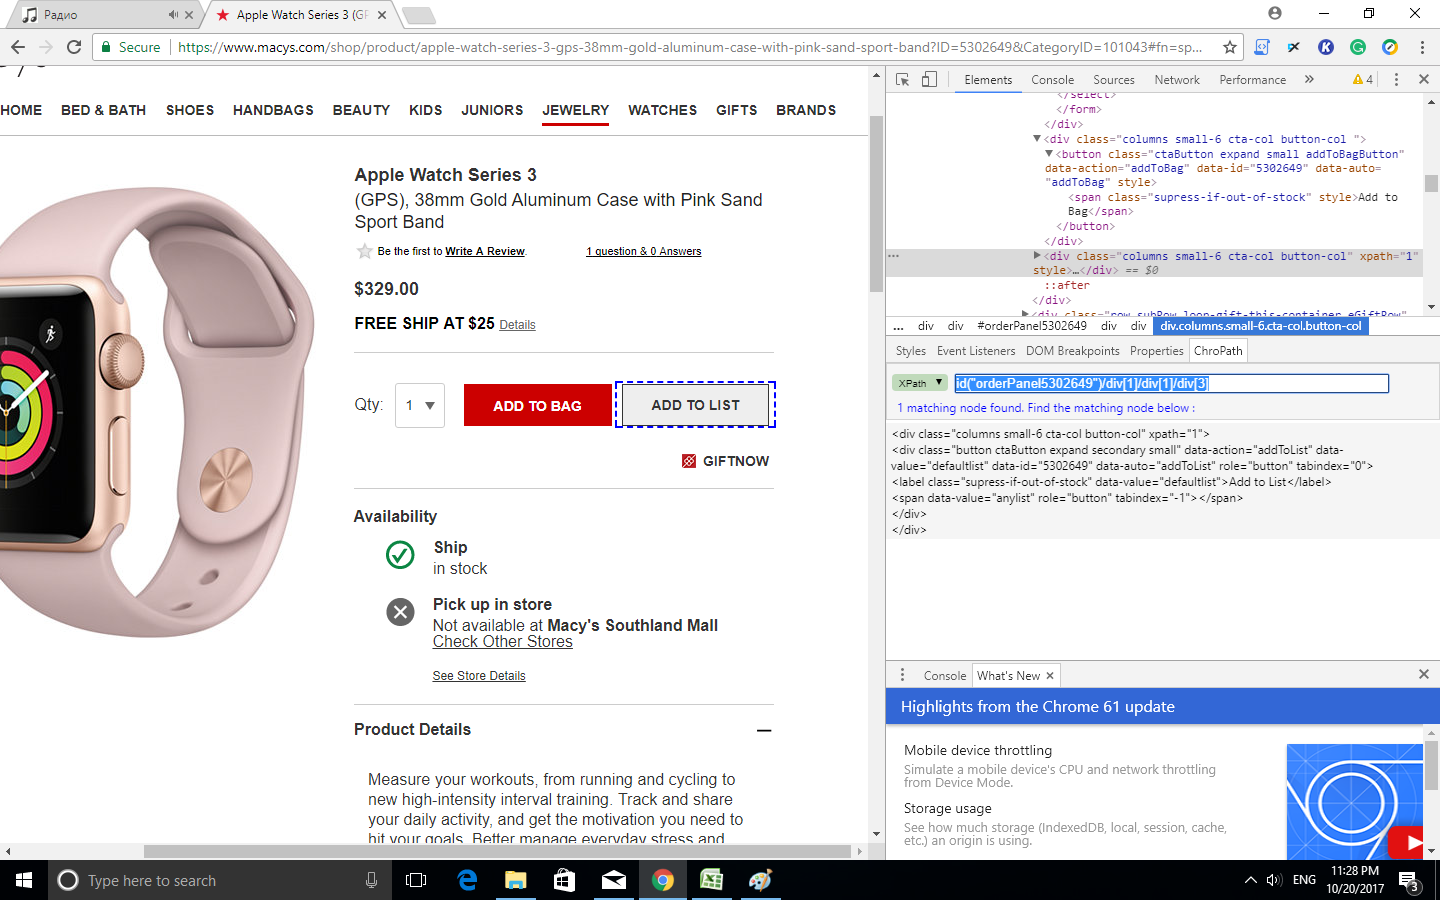 Радио
Apple Watch Series 3 (GP
Secure
https://www.macys.com/shop/product/apple-watch-series-3-gps-38mm-gold-aluminum-case-with-pink-sand-sport-band?ID=5302649&CategoryID=101043#fn=sp...
HOME BED & BATH SHOES HANDBAGS BEAUTY KIDS JUNIORS JEWELRY WATCHES GIFTS BRANDS
Apple Watch Series 3
(GPS), 38mm Gold Aluminum Case with Pink Sand
Sport Band
Be the first to Write A Review. 1 question & 0 Answers
$329.00
FREE SHIP AT $25 Details
Qty: 1 ADD TO BAG ADD TO LIST
GIFTNOW
Availability
Ship
in stock
Pick up in store
Not available at Macy's Southland Mall
Check Other Stores
See Store Details
Product Details
Measure your workouts, from running and cycling to
new high-intensity interval training. Track and share
your daily activity, and get the motivation you need to
hit your goals. Better manage everyday stress and
Elements Console Sources Network Performance » 4
</select>
</form>
</div>
<div class="columns small-6 cta-col button-col ">
<button class="ctaButton expand small addToBagButton"
data-action="addToBag" data-id="5302649" data-auto=
"addToBag" style>
<span class="supress-if-out-of-stock" style>Add to
Bag</span>
</button>
</div>
<div class="columns small-6 cta-col button-col" xpath="1"
style>…</div> == $0
::after
</div>
<div class="row subRow loop-gift-this-container eGiftRow"
... div div #orderPanel5302649 div div div.columns.small-6.cta-col.button-col
Styles Event Listeners DOM Breakpoints Properties ChroPath
XPath ▼ id("orderPanel5302649")/div[1]/div[1]/div[3]
1 matching node found. Find the matching node below :
<div class="columns small-6 cta-col button-col" xpath="1">
<div class="button ctaButton expand secondary small" data-action="addToList" data-
value="defaultlist" data-id="5302649" data-auto="addToList" role="button" tabindex="0">
<label class="supress-if-out-of-stock" data-value="defaultlist">Add to List</label>
<span data-value="anylist" role="button" tabindex="-1"></span>
</div>
</div>
Console What's New
Highlights from the Chrome 61 update
Mobile device throttling
Simulate a mobile device's CPU and network throttling
from Device Mode.
Storage usage
See how much storage (IndexedDB, local, session, cache,
etc.) an origin is using.
Type here to search
ENG
11:28 PM
10/20/2017
3